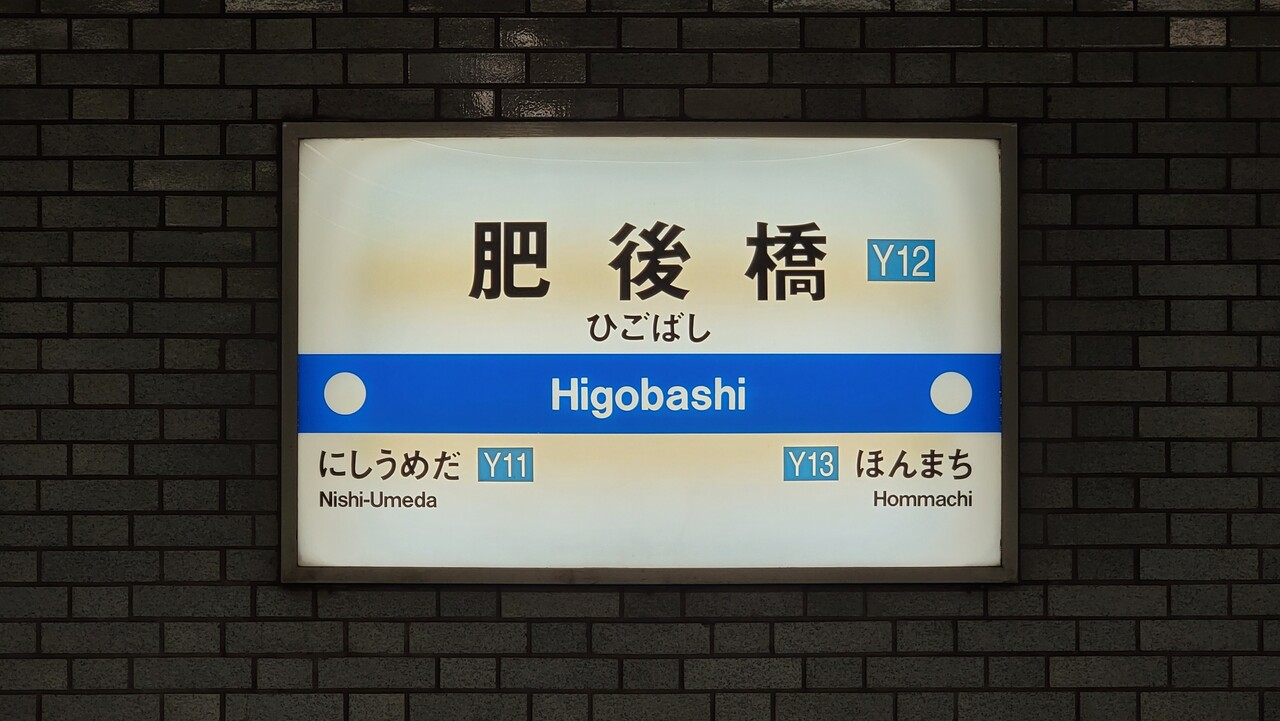 肥後橋 Y12
ひごばし
Higobashi
にしうめだ Y11
Nishi-Umeda
Y13 ほんまち
Hommachi